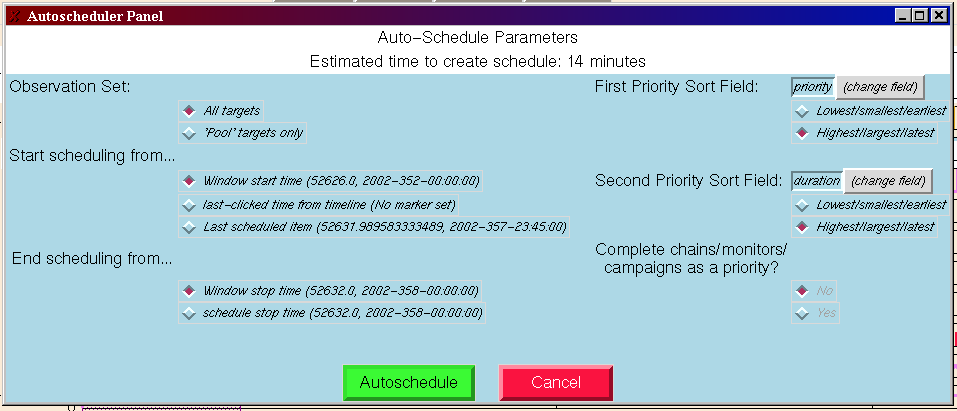 Autoscheduler Panel
Auto-Schedule Parameters
Estimated time to create schedule: 14 minutes
Observation Set:
All targets
'Pool' targets only
Start scheduling from...
Window start time (52626.0, 2002-352-00:00:00)
last-clicked time from timeline (No marker set)
Last scheduled item (52631.989583333489, 2002-357-23:45:00)
End scheduling from...
Window stop time (52632.0, 2002-358-00:00:00)
schedule stop time (52632.0, 2002-358-00:00:00)
First Priority Sort Field: priority (change field)
Lowest/smallest/earliest
Highest/largest/latest
Second Priority Sort Field: duration (change field)
Lowest/smallest/earliest
Highest/largest/latest
Complete chains/monitors/
campaigns as a priority?
No
Yes
Autoschedule
Cancel
0